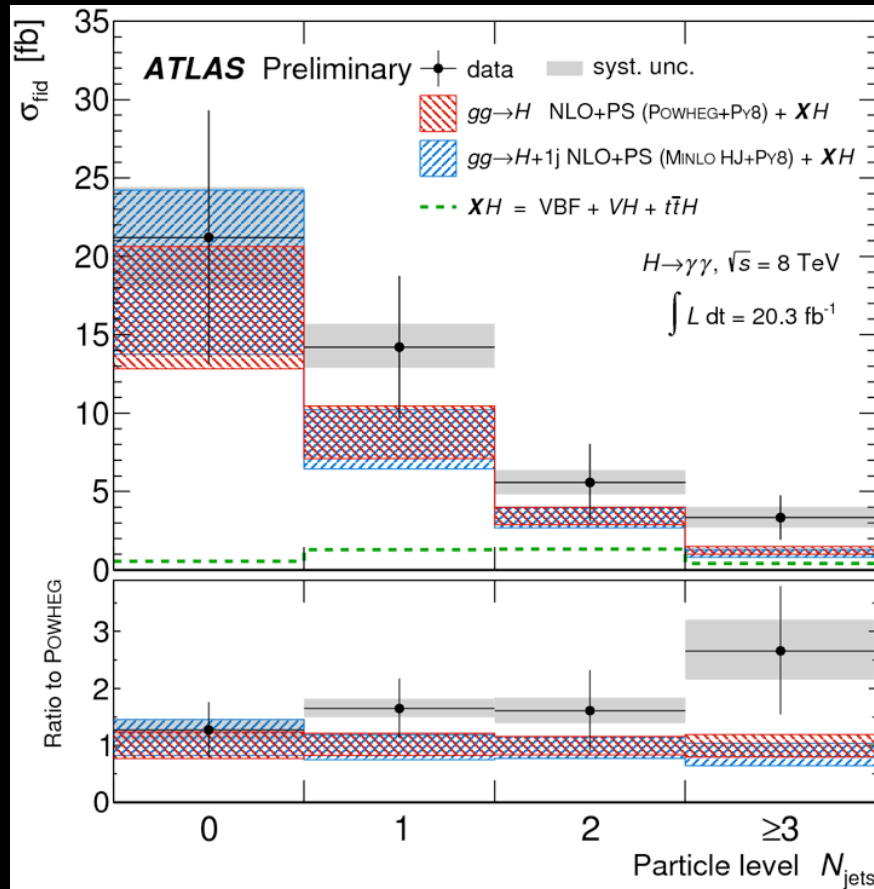 σfid [fb]
35
30
25
20
15
10
5
0
ATLAS Preliminary
data
syst. unc.
gg→H NLO+PS (POWHEG+PY8) + XH
gg→H+1j NLO+PS (MINLO HJ+PY8) + XH
XH = VBF + VH + tt̄H
H→γγ, √s = 8 TeV
∫ L dt = 20.3 fb⁻¹
Ratio to POWHEG
3
2
1
0
0 1 2 ≥3
Particle level Njets